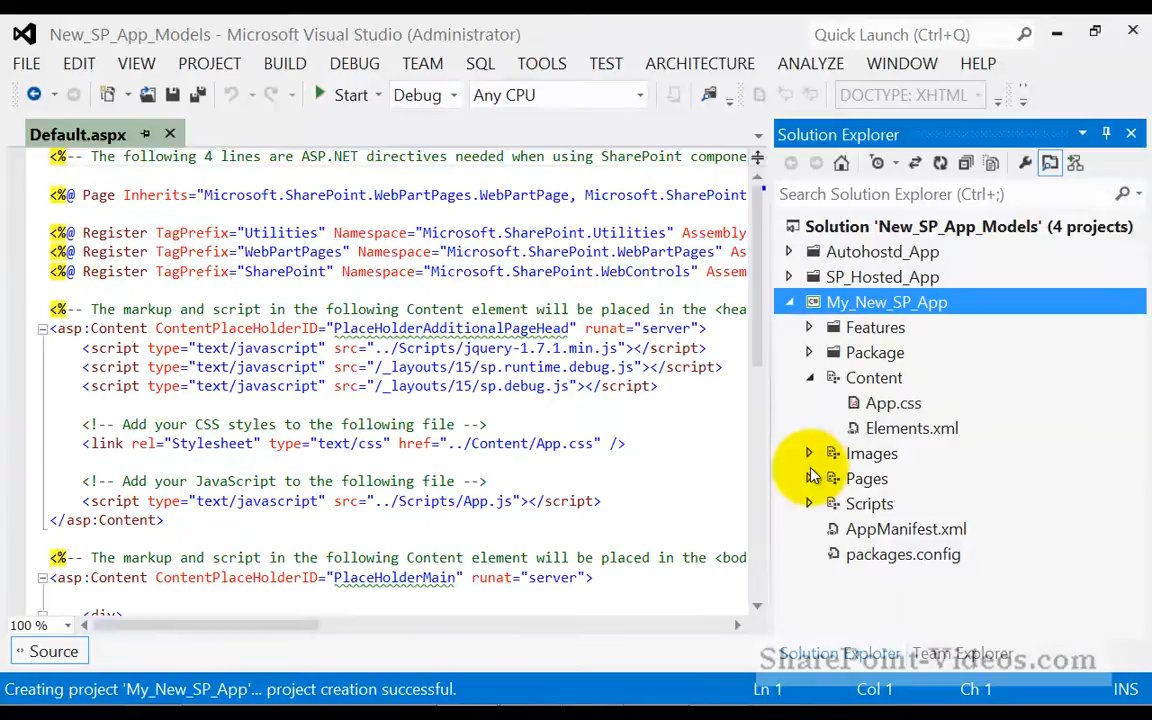 New_SP_App_Models - Microsoft Visual Studio (Administrator)
Quick Launch (Ctrl+Q)
FILE EDIT VIEW PROJECT BUILD DEBUG TEAM SQL TOOLS TEST ARCHITECTURE ANALYZE WINDOW HELP
Start Debug Any CPU DOCTYPE: XHTML
Default.aspx
<%-- The following 4 lines are ASP.NET directives needed when using SharePoint compone
<%@ Page Inherits="Microsoft.SharePoint.WebPartPages.WebPartPage, Microsoft.SharePoint
<%@ Register TagPrefix="Utilities" Namespace="Microsoft.SharePoint.Utilities" Assembly
<%@ Register TagPrefix="WebPartPages" Namespace="Microsoft.SharePoint.WebPartPages" As
<%@ Register TagPrefix="SharePoint" Namespace="Microsoft.SharePoint.WebControls" Assem
<%-- The markup and script in the following Content element will be placed in the <hea
<asp:Content ContentPlaceHolderID="PlaceHolderAdditionalPageHead" runat="server">
<script type="text/javascript" src="../Scripts/jquery-1.7.1.min.js"></script>
<script type="text/javascript" src="/_layouts/15/sp.runtime.debug.js"></script>
<script type="text/javascript" src="/_layouts/15/sp.debug.js"></script>
<!-- Add your CSS styles to the following file -->
<link rel="Stylesheet" type="text/css" href="../Content/App.css" />
<!-- Add your JavaScript to the following file -->
<script type="text/javascript" src="../Scripts/App.js"></script>
</asp:Content>
<%-- The markup and script in the following Content element will be placed in the <bod
<asp:Content ContentPlaceHolderID="PlaceHolderMain" runat="server">
<div>
100 %
Source
Solution Explorer
Search Solution Explorer (Ctrl+;)
Solution 'New_SP_App_Models' (4 projects)
Autohostd_App
SP_Hosted_App
My_New_SP_App
Features
Package
Content
App.css
Elements.xml
Images
Pages
Scripts
AppManifest.xml
packages.config
Solution Explorer Team Explorer
SharePoint-Videos.com
Creating project 'My_New_SP_App'... project creation successful.
Ln 1 Col 1 Ch 1 INS